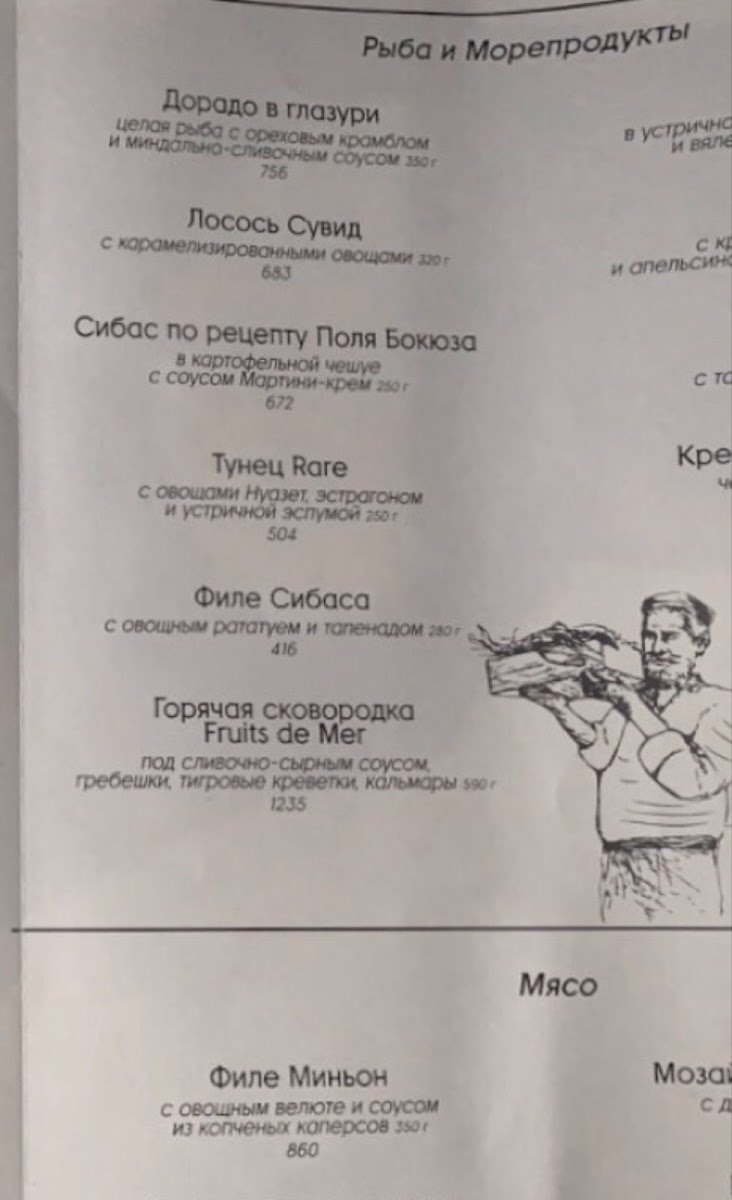 Рыба и Морепродукты
Дорадо в глазури
целая рыба с ореховым крамблом
и миндально-сливочным соусом 350 г
756
Лосось Сувид
с карамелизированными овощами 320 г
683
Сибас по рецепту Поля Бокюза
в картофельной чешуе
с соусом Мартини-крем 250 г
672
Тунец Rare
с овощами Нуазет, эстрагоном
и устричной эспумой 250 г
504
Филе Сибаса
с овощным рататуем и тапенадом 280 г
416
Горячая сковородка
Fruits de Mer
под сливочно-сырным соусом,
гребешки, тигровые креветки, кальмары 590 г
1235
в
и
с
и
с
Мясо
Филе Миньон
с овощным велюте и соусом
из копченых каперсов 350 г
860
с